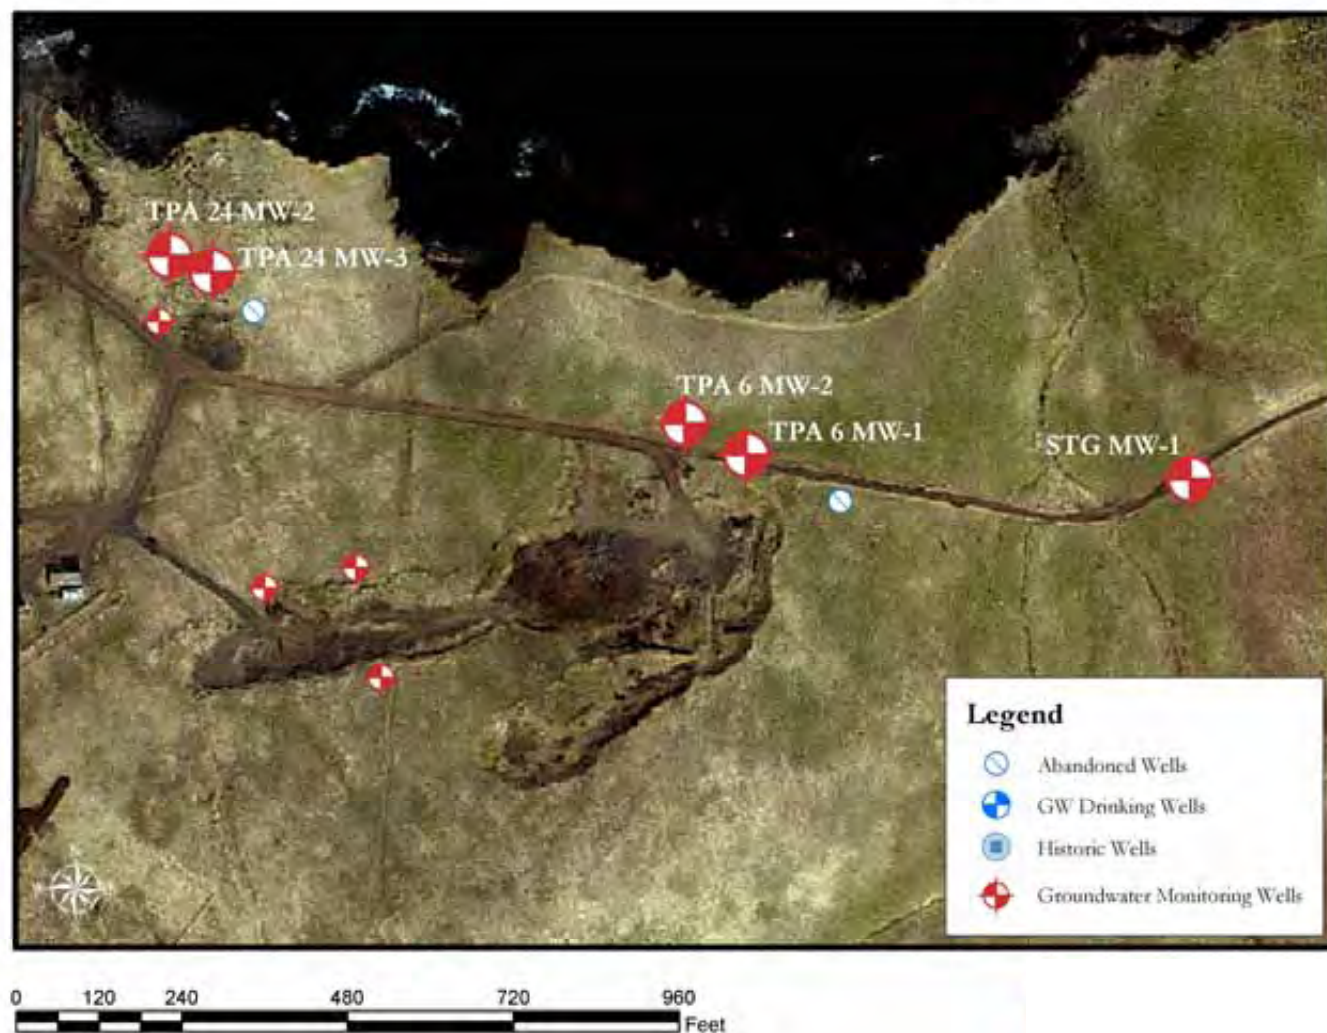 TPA 24 MW-2
TPA 24 MW-3
TPA 6 MW-2
TPA 6 MW-1
STG MW-1
Legend
Abandoned Wells
GW Drinking Wells
Historic Wells
Groundwater Monitoring Wells
0 120 240 480 720 960
Feet